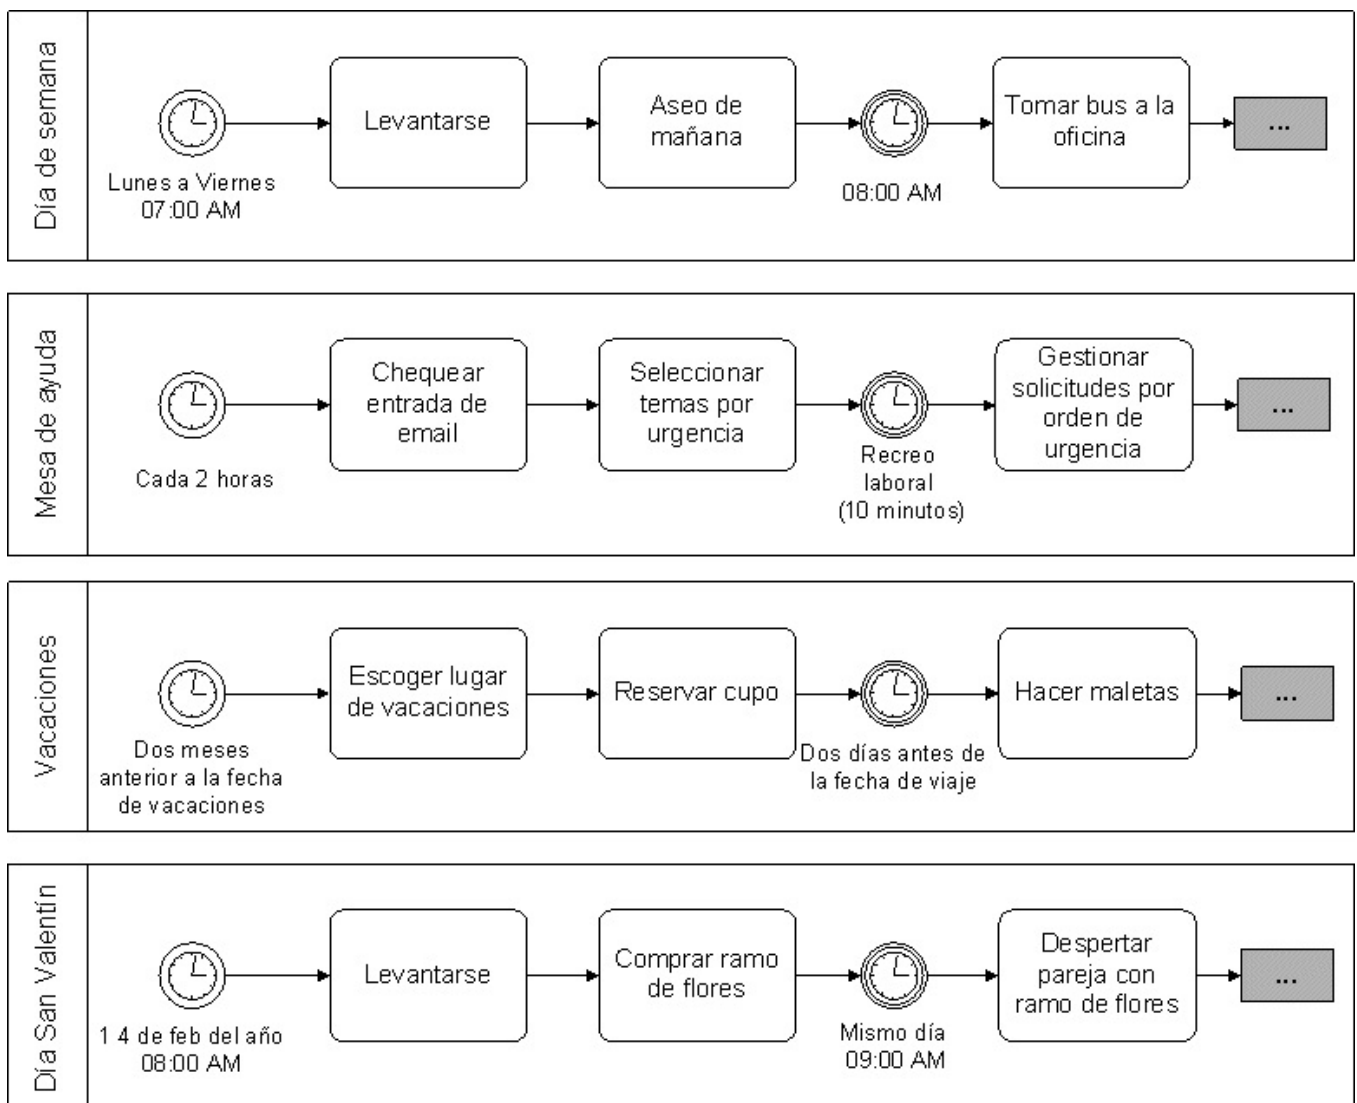 Día de semana
Lunes a Viernes
07:00 AM
Levantarse
Aseo de
mañana
08:00 AM
Tomar bus a la
oficina
...
Mesa de ayuda
Cada 2 horas
Chequear
entrada de
email
Seleccionar
temas por
urgencia
Recreo
laboral
(10 minutos)
Gestionar
solicitudes por
orden de
urgencia
...
Vacaciones
Dos meses
anterior a la fecha
de vacaciones
Escoger lugar
de vacaciones
Reservar cupo
Dos días antes de
la fecha de viaje
Hacer maletas
...
Día San Valentín
1 4 de feb del año
08:00 AM
Levantarse
Comprar ramo
de flores
Mismo día
09:00 AM
Despertar
pareja con
ramo de flores
...